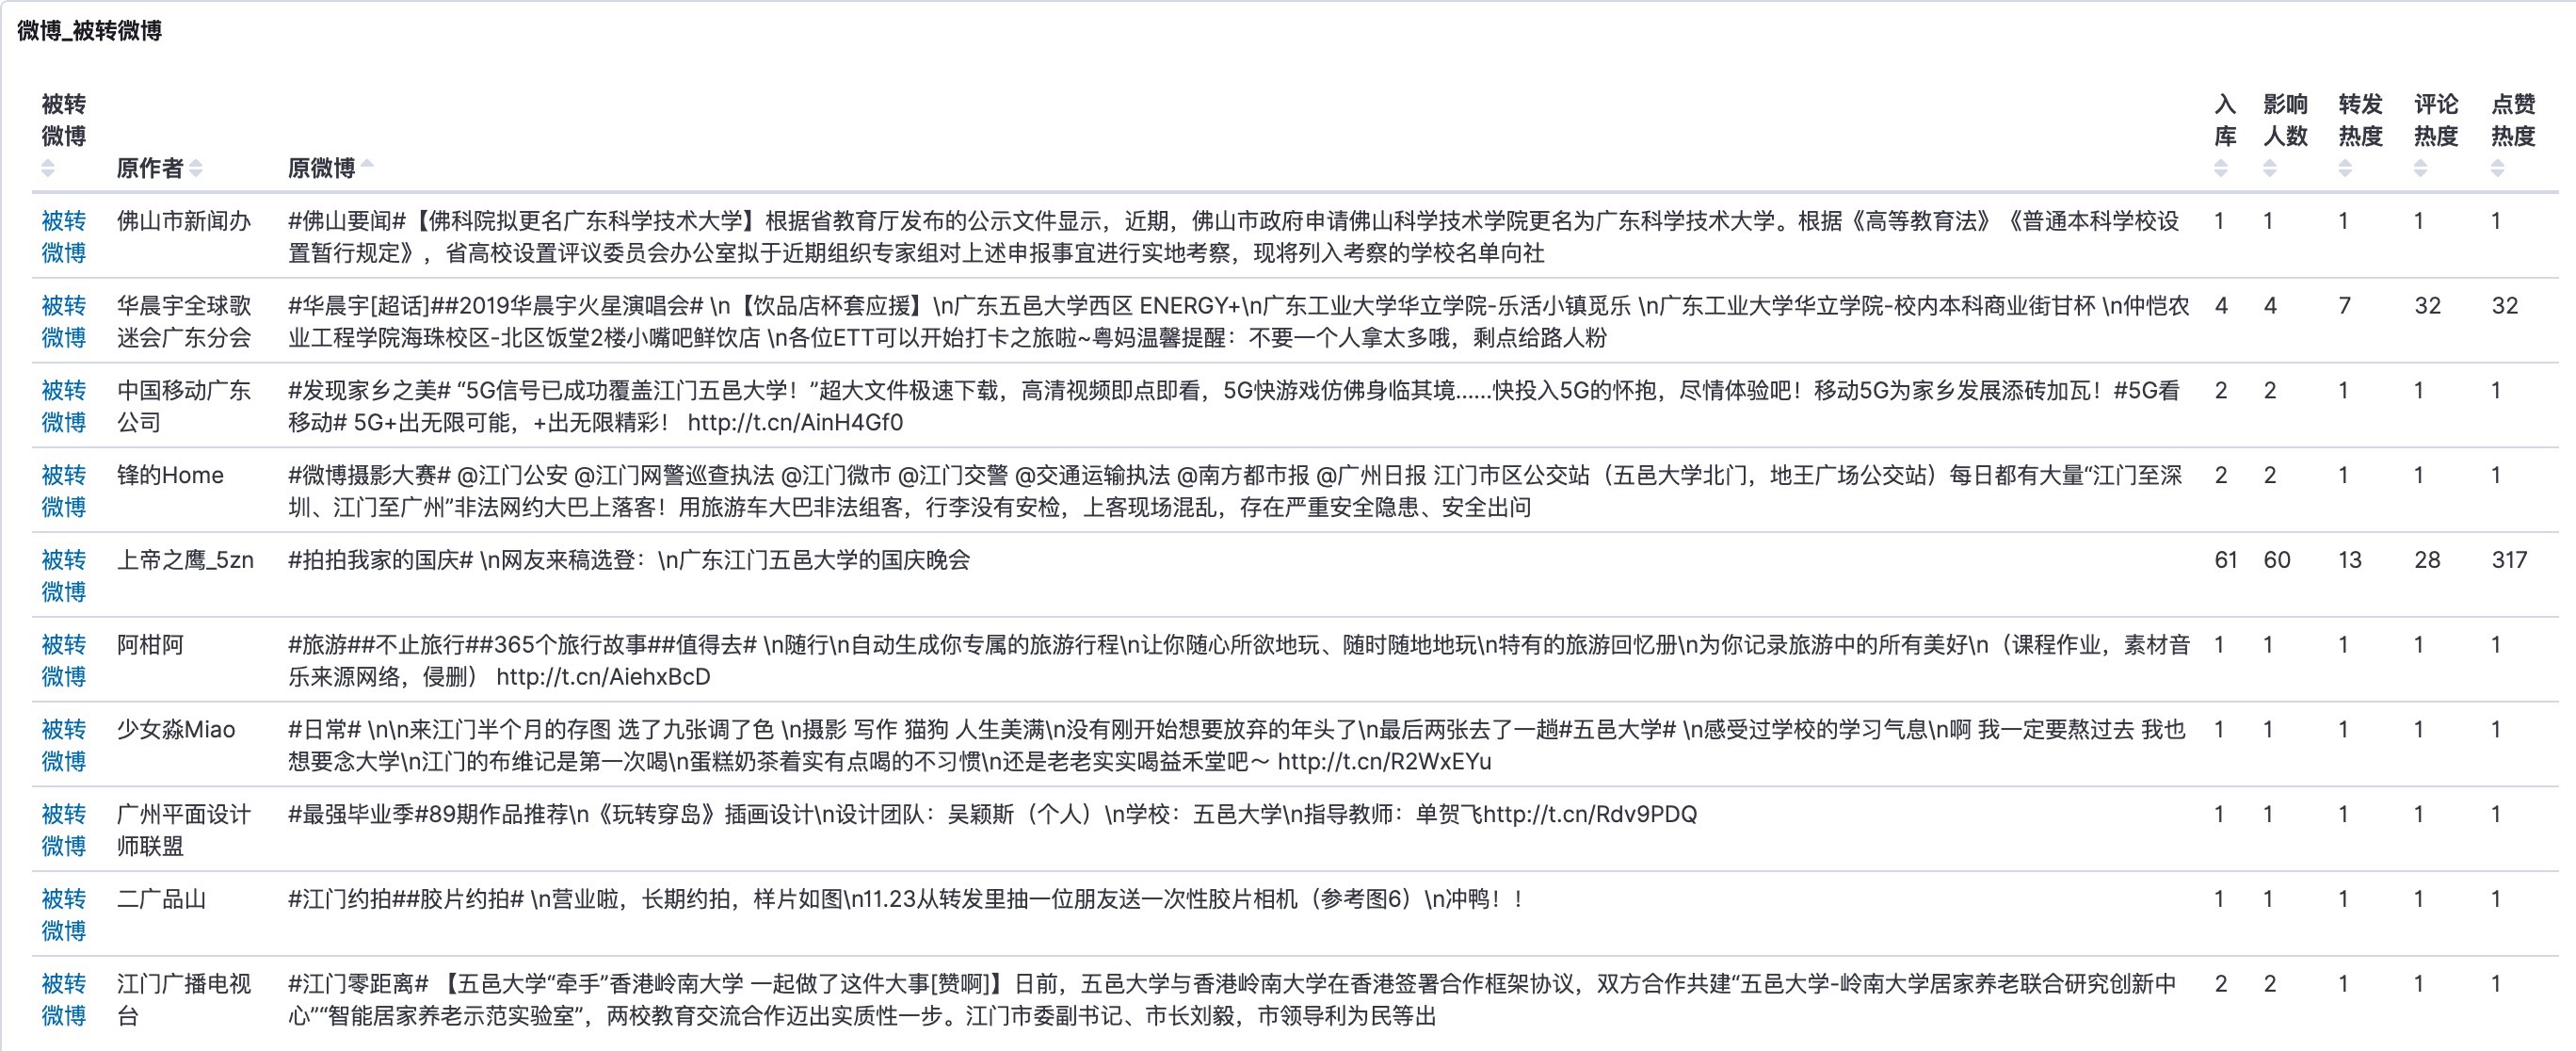 微博_被转微博
被转
微博
原作者
原微博
入
库
影响
人数
转发
热度
评论
热度
点赞
热度
被转
微博
佛山市新闻办
#佛山要闻#【佛科院拟更名广东科学技术大学】根据省教育厅发布的公示文件显示，近期，佛山市政府申请佛山科学技术学院更名为广东科学技术大学。根据《高等教育法》《普通本科学校设
置暂行规定》，省高校设置评议委员会办公室拟于近期组织专家组对上述申报事宜进行实地考察，现将列入考察的学校名单向社
1 1 1 1 1
被转
微博
华晨宇全球歌
迷会广东分会
#华晨宇[超话]##2019华晨宇火星演唱会# \n【饮品店杯套应援】\n广东五邑大学西区 ENERGY+\n广东工业大学华立学院-乐活小镇觅乐 \n广东工业大学华立学院-校内本科商业街甘杯 \n仲恺农
业工程学院海珠校区-北区饭堂2楼小嘴吧鲜饮店 \n各位ETT可以开始打卡之旅啦~粤妈温馨提醒：不要一个人拿太多哦，剩点给路人粉
4 4 7 32 32
被转
微博
中国移动广东
公司
#发现家乡之美# “5G信号已成功覆盖江门五邑大学！”超大文件极速下载，高清视频即点即看，5G快游戏仿佛身临其境……快投入5G的怀抱，尽情体验吧！移动5G为家乡发展添砖加瓦！#5G看
移动# 5G+出无限可能，+出无限精彩！ http://t.cn/AinH4Gf0
2 2 1 1 1
被转
微博
锋的Home
#微博摄影大赛# @江门公安 @江门网警巡查执法 @江门微市 @江门交警 @交通运输执法 @南方都市报 @广州日报 江门市区公交站（五邑大学北门，地王广场公交站）每日都有大量“江门至深
圳、江门至广州”非法网约大巴上落客！用旅游车大巴非法组客，行李没有安检，上客现场混乱，存在严重安全隐患、安全出问
2 2 1 1 1
被转
微博
上帝之鹰_5zn
#拍拍我家的国庆# \n网友来稿选登：\n广东江门五邑大学的国庆晚会
61 60 13 28 317
被转
微博
阿柑阿
#旅游##不止旅行##365个旅行故事##值得去# \n随行\n自动生成你专属的旅游行程\n让你随心所欲地玩、随时随地地玩\n特有的旅游回忆册\n为你记录旅游中的所有美好\n（课程作业，素材音
乐来源网络，侵删） http://t.cn/AiehxBcD
1 1 1 1 1
被转
微博
少女淼Miao
#日常# \n\n来江门半个月的存图 选了九张调了色 \n摄影 写作 猫狗 人生美满\n没有刚开始想要放弃的年头了\n最后两张去了一趟#五邑大学# \n感受过学校的学习气息\n啊 我一定要熬过去 我也
想要念大学\n江门的布维记是第一次喝\n蛋糕奶茶着实有点喝的不习惯\n还是老老实实喝益禾堂吧～ http://t.cn/R2WxEYu
1 1 1 1 1
被转
微博
广州平面设计
师联盟
#最强毕业季#89期作品推荐\n《玩转穿岛》插画设计\n设计团队：吴颖斯（个人）\n学校：五邑大学\n指导教师：单贺飞http://t.cn/Rdv9PDQ
1 1 1 1 1
被转
微博
二广品山
#江门约拍##胶片约拍# \n营业啦，长期约拍，样片如图\n11.23从转发里抽一位朋友送一次性胶片相机（参考图6）\n冲鸭！！
1 1 1 1 1
被转
微博
江门广播电视
台
#江门零距离# 【五邑大学“牵手”香港岭南大学 一起做了这件大事[赞啊]】日前，五邑大学与香港岭南大学在香港签署合作框架协议，双方合作共建“五邑大学-岭南大学居家养老联合研究创新中
心”“智能居家养老示范实验室”，两校教育交流合作迈出实质性一步。江门市委副书记、市长刘毅，市领导利为民等出
2 2 1 1 1